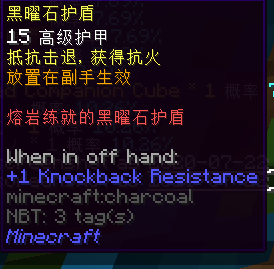 黑曜石护盾
15 高级护甲
抵抗击退, 获得抗火
放置在副手生效
熔岩练就的黑曜石护盾
When in off hand:
+1 Knockback Resistance
minecraft:charcoal
NBT: 3 tag(s)
Minecraft